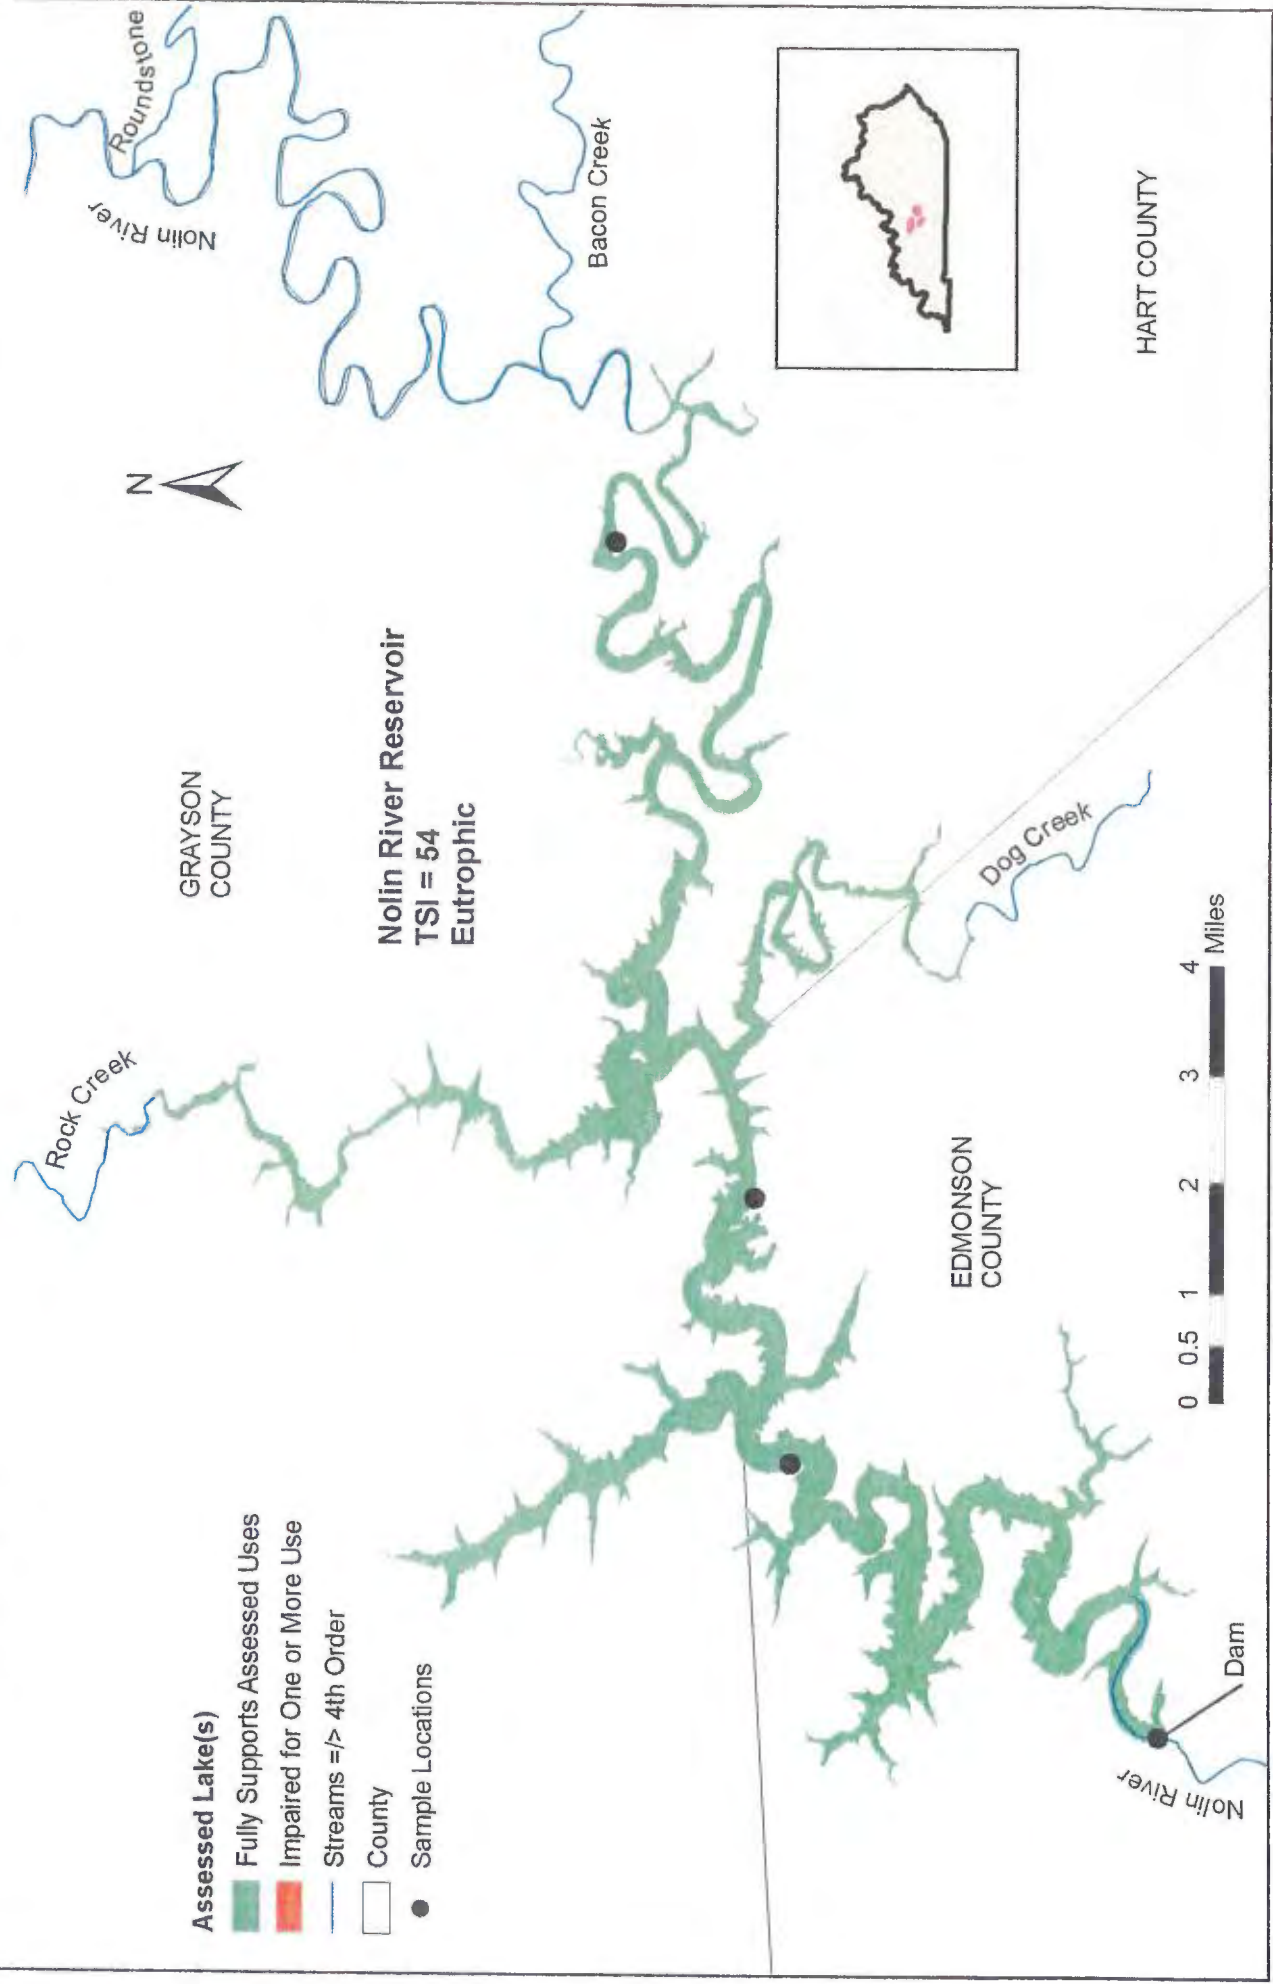 Assessed Lake(s)
Fully Supports Assessed Uses
Impaired for One or More Use
Streams =/> 4th Order
County
Sample Locations
Rock Creek
GRAYSON
COUNTY
N
Nolin River
Roundstone
Nolin River Reservoir
TSI = 54
Eutrophic
Bacon Creek
HART COUNTY
EDMONSON
COUNTY
Dog Creek
Nolin River
Dam
0 0.5 1 2 3 4
Miles